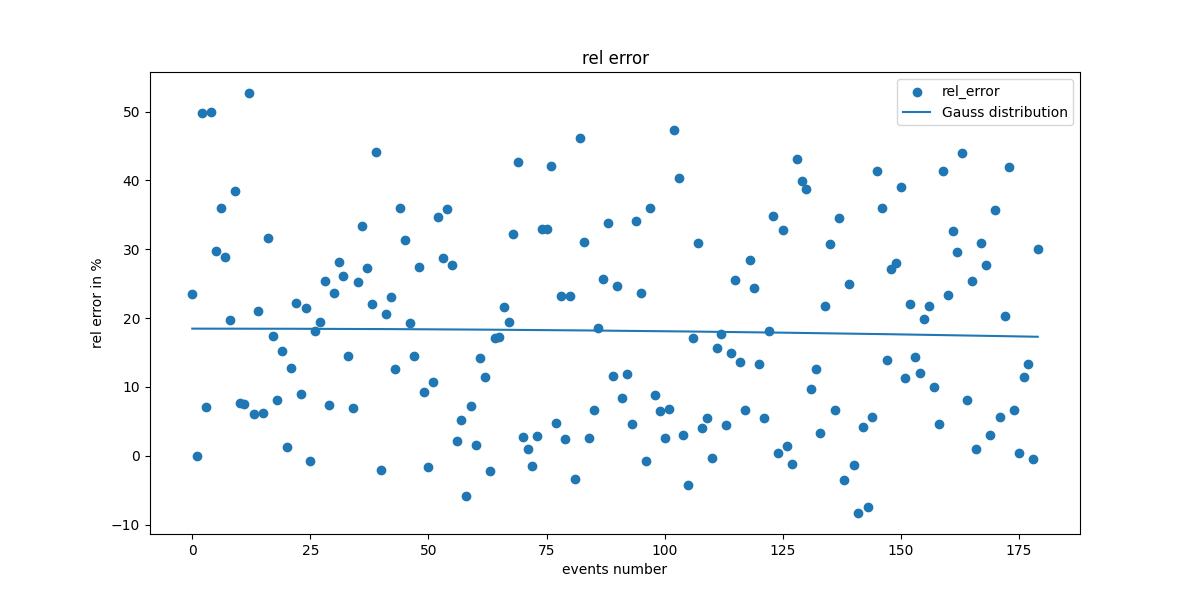 rel error
rel_error
Gauss distribution
rel error in %
50
40
30
20
10
0
−10
0 25 50 75 100 125 150 175
events number